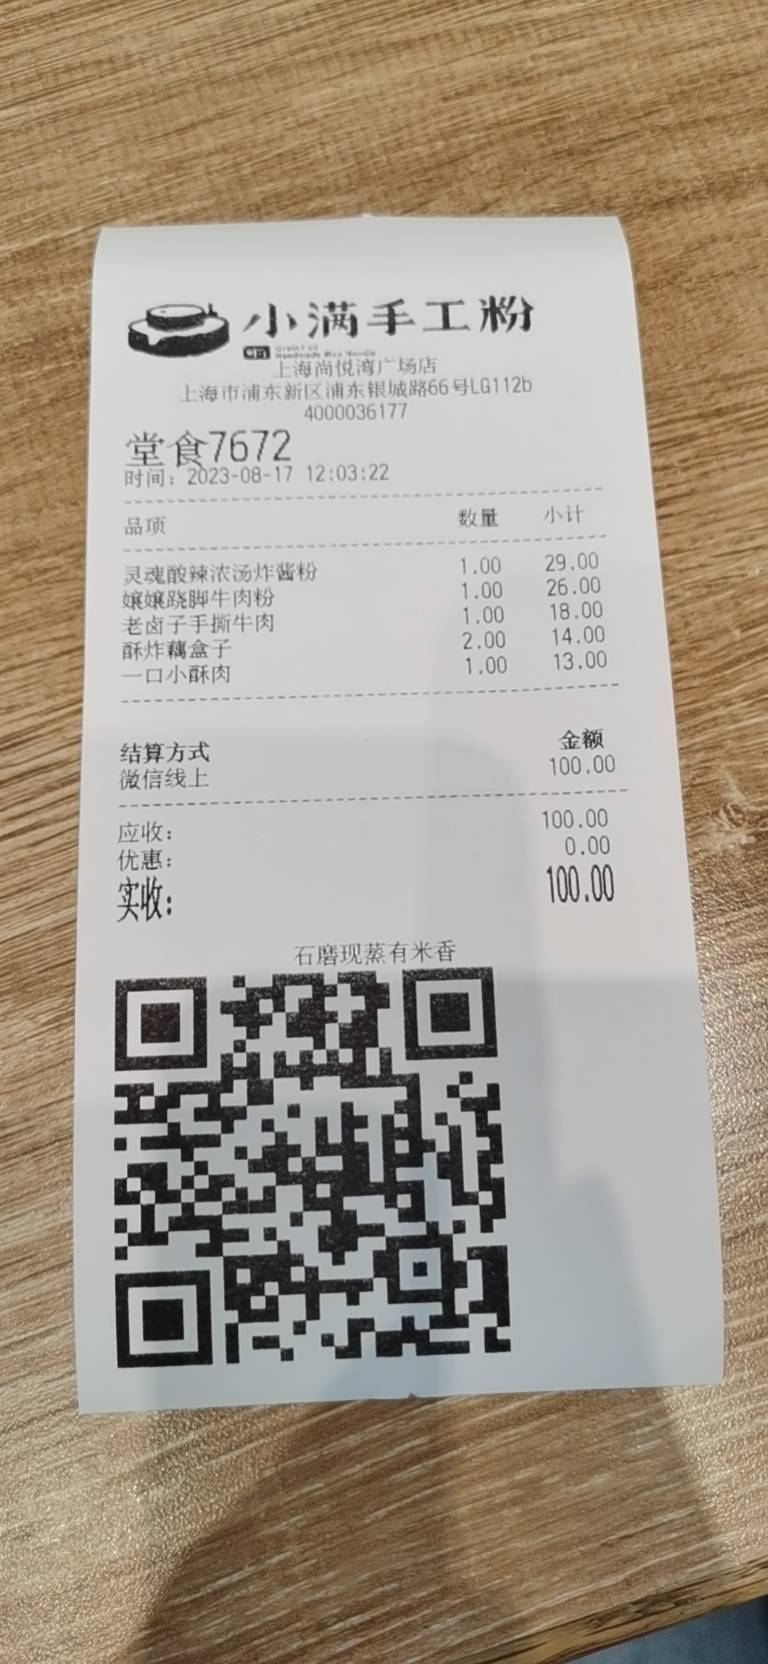 小满手工粉
Handmade Rice Noodle
上海尚悦湾广场店
上海市浦东新区浦东银城路66号LG112b
4000036177
堂食7672
时间：2023-08-17 12:03:22
品项 数量 小计
灵魂酸辣浓汤炸酱粉 1.00 29.00
嬢嬢跷脚牛肉粉 1.00 26.00
老卤子手撕牛肉 1.00 18.00
酥炸藕盒子 2.00 14.00
一口小酥肉 1.00 13.00
结算方式 金额
微信线上 100.00
应收： 100.00
优惠： 0.00
实收： 100.00
石磨现蒸有米香